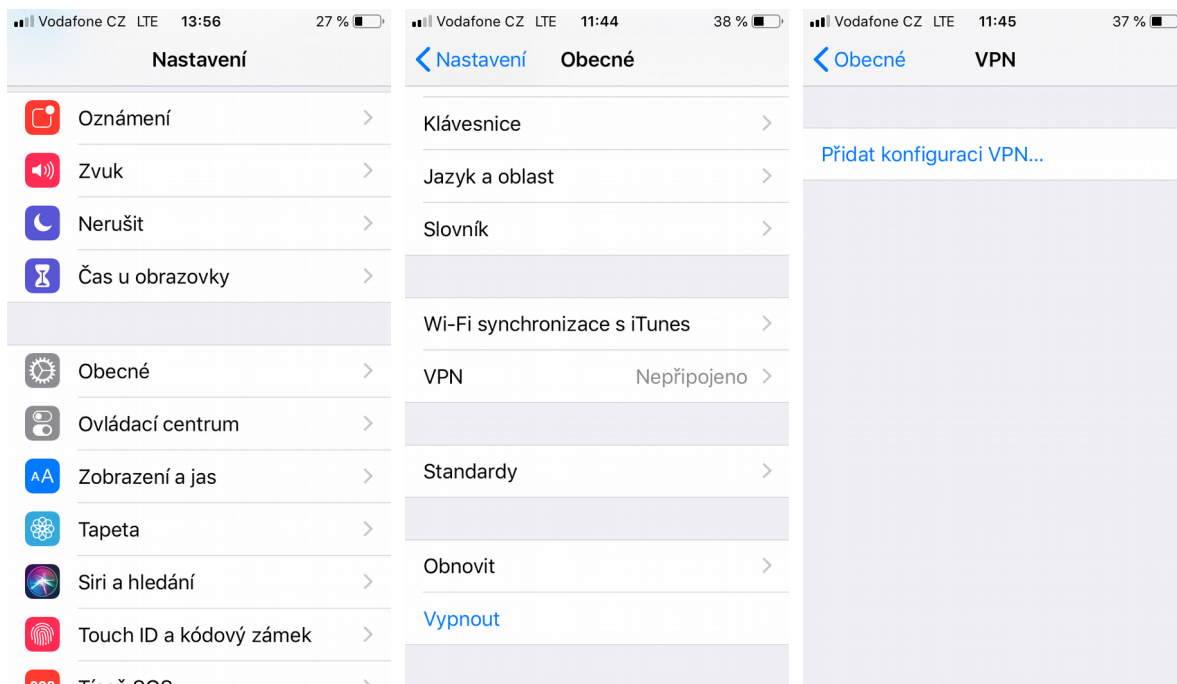 Vodafone CZ LTE 13:56 27 %
Nastavení
Oznámení
Zvuk
Nerušit
Čas u obrazovky
Obecné
Ovládací centrum
AA Zobrazení a jas
Tapeta
Siri a hledání
Touch ID a kódový zámek
Vodafone CZ LTE 11:44 38 %
Nastavení Obecné
Klávesnice
Jazyk a oblast
Slovník
Wi-Fi synchronizace s iTunes
VPN Nepřipojeno
Standardy
Obnovit
Vypnout
Vodafone CZ LTE 11:45 37 %
Obecné VPN
Přidat konfiguraci VPN...